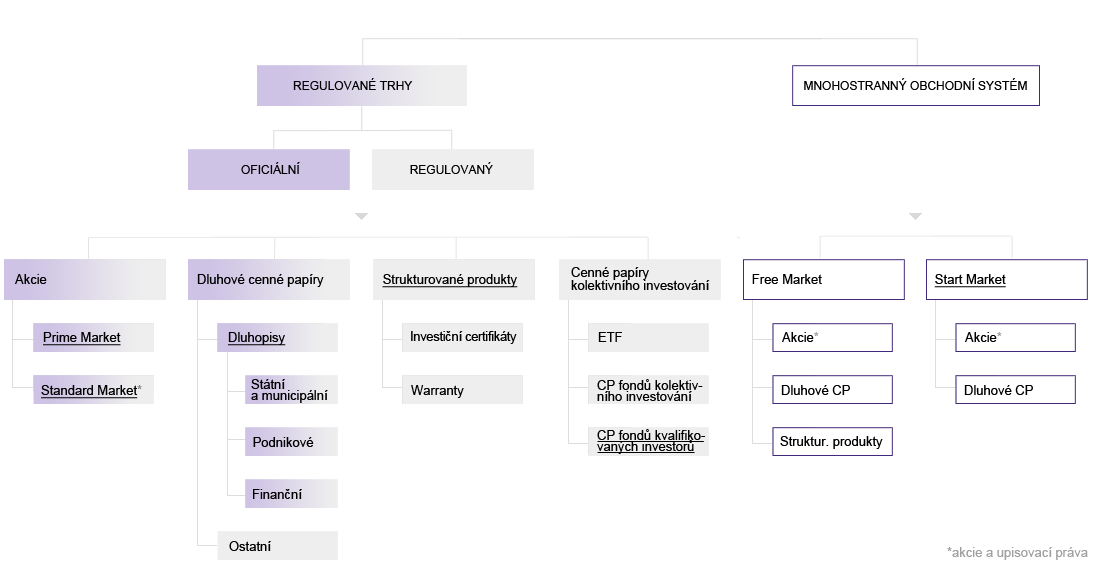 REGULOVANÉ TRHY
MNOHOSTRANNÝ OBCHODNÍ SYSTÉM
OFICIÁLNÍ
REGULOVANÝ
Akcie
Prime Market
Standard Market*
Dluhové cenné papíry
Dluhopisy
Státní
a municipální
Podnikové
Finanční
Ostatní
Strukturované produkty
Investiční certifikáty
Warranty
Cenné papíry
kolektivního investování
ETF
CP fondů kolektiv-
ního investování
CP fondů kvalifiko-
vaných investorů
Free Market
Akcie*
Dluhové CP
Struktur. produkty
Start Market
Akcie*
Dluhové CP
*akcie a upisovací práva